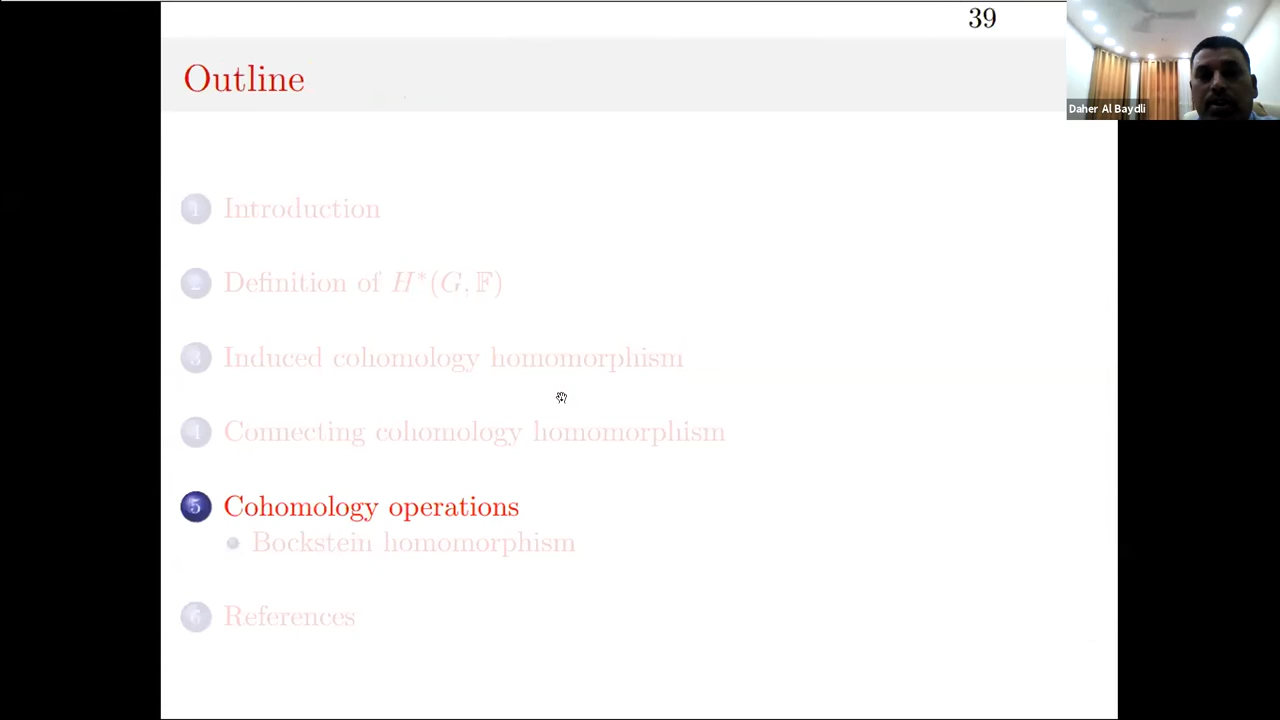 39
Outline
Daher Al Baydli
1 Introduction
2 Definition of H*(G, 𝔽)
3 Induced cohomology homomorphism
4 Connecting cohomology homomorphism
5 Cohomology operations
Bockstein homomorphism
6 References